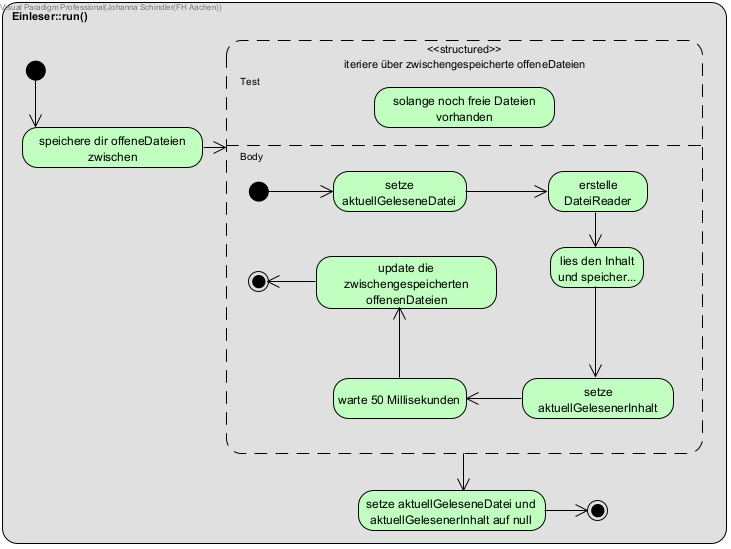 Visual Paradigm Professional(Johanna Schindler(FH Aachen))
Einleser::run()
<<structured>>
iteriere über zwischengespeicherte offeneDateien
Test
solange noch freie Dateien
vorhanden
speichere dir offeneDateien
zwischen
Body
setze
aktuellGeleseneDatei
erstelle
DateiReader
lies den Inhalt
und speicher...
update die
zwischengespeicherten
offenenDateien
warte 50 Millisekunden
setze
aktuellGelesenerInhalt
setze aktuellGeleseneDatei und
aktuellGelesenerInhalt auf null